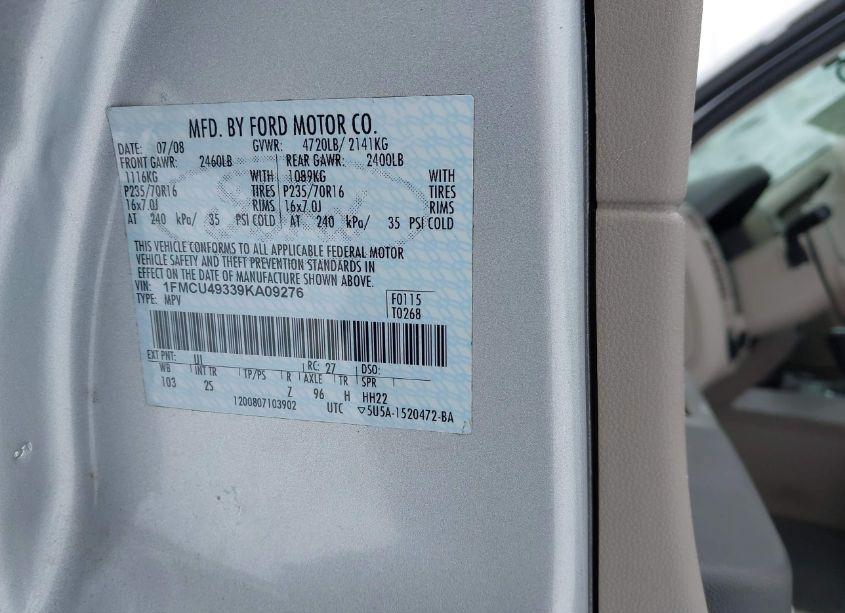 MFD. BY FORD MOTOR CO.
DATE: 07/08 GVWR: 4720LB/ 2141KG
FRONT GAWR: 2460LB REAR GAWR: 2400LB
1116KG WITH 1089KG WITH
P235/70R16 TIRES P235/70R16 TIRES
16x7.0J RIMS 16x7.0J RIMS
AT 240 kPa/ 35 PSI COLD AT 240 kPa/ 35 PSI COLD
THIS VEHICLE CONFORMS TO ALL APPLICABLE FEDERAL MOTOR
VEHICLE SAFETY AND THEFT PREVENTION STANDARDS IN
EFFECT ON THE DATE OF MANUFACTURE SHOWN ABOVE.
VIN: 1FMCU49339KA09276
TYPE: MPV F0115
T0268
EXT PNT: UI RC: 27 DSO:
WB INT TR TP/PS R AXLE TR SPR
103 2S Z 96 H HH22
1200807103902 UTC ▽5U5A-1520472-BA